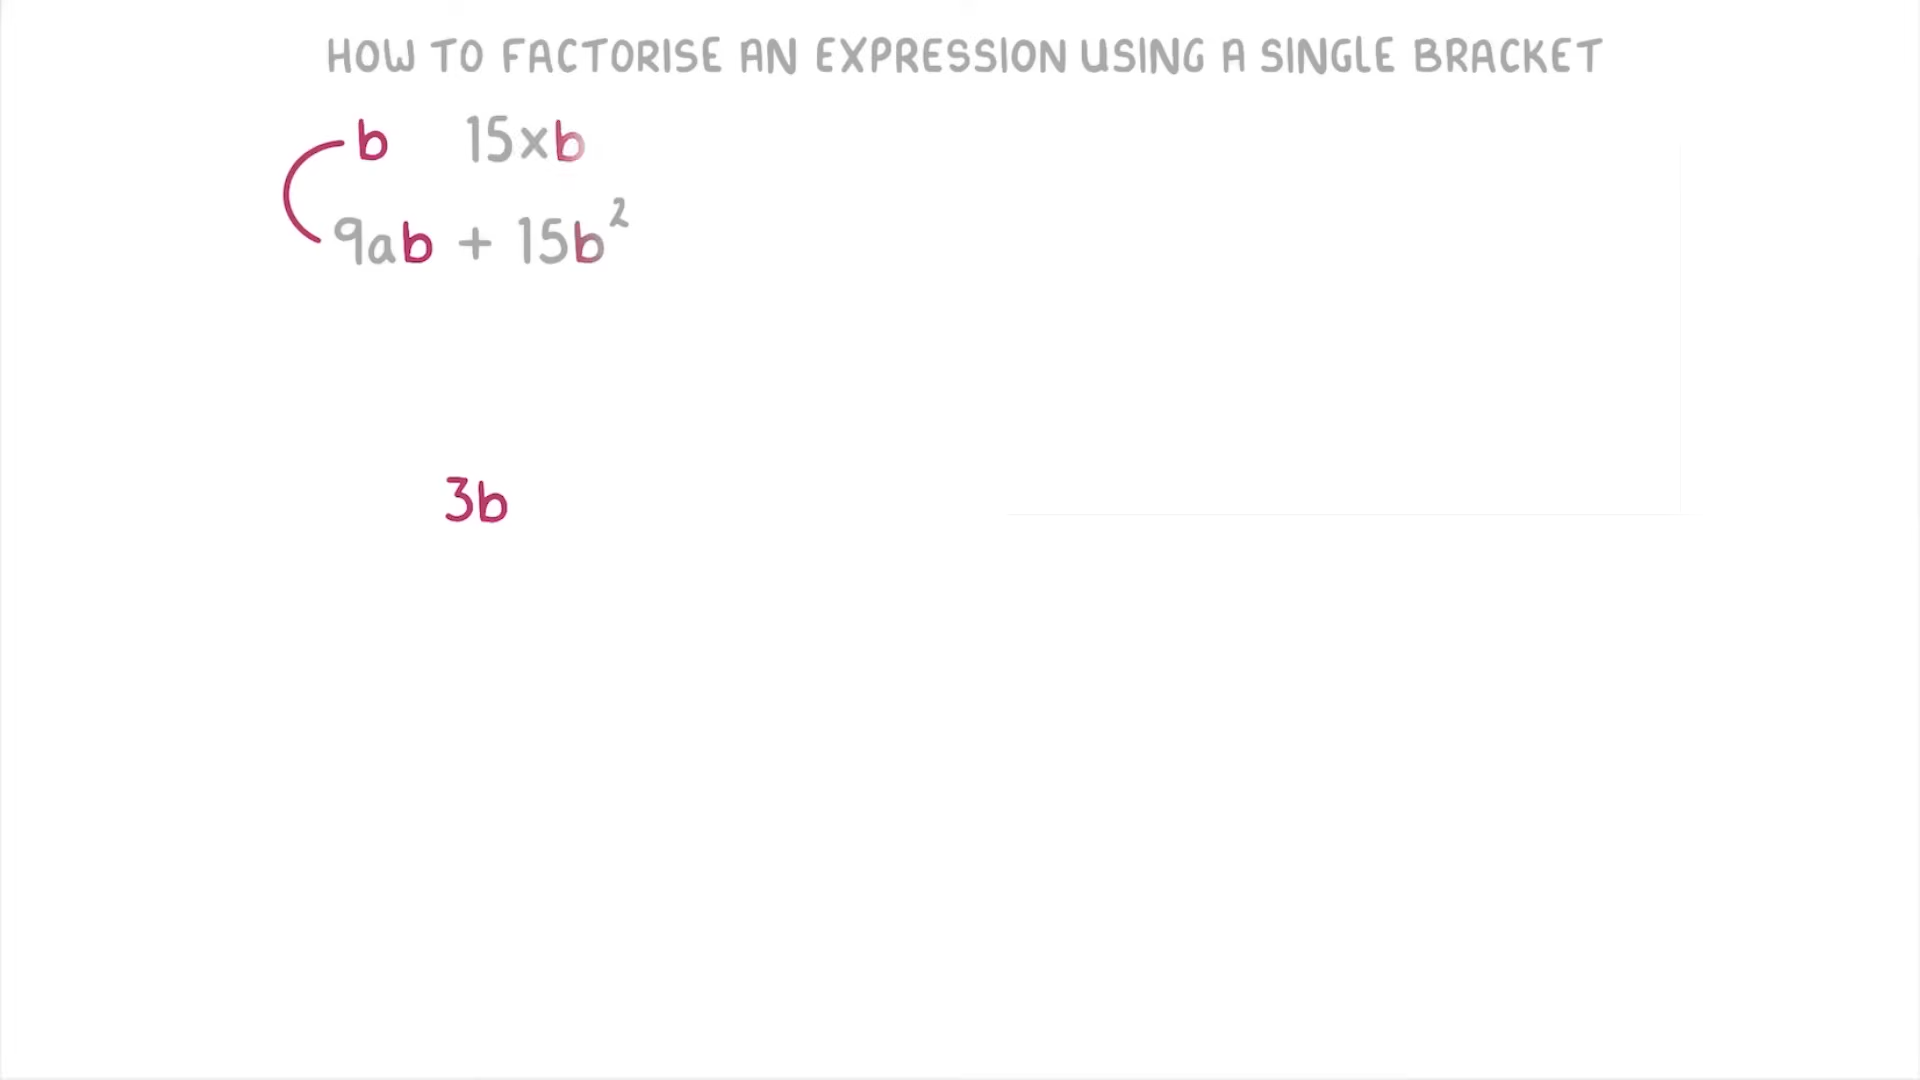 HOW TO FACTORISE AN EXPRESSION USING A SINGLE BRACKET
b 15×b
9ab + 15b²
3b